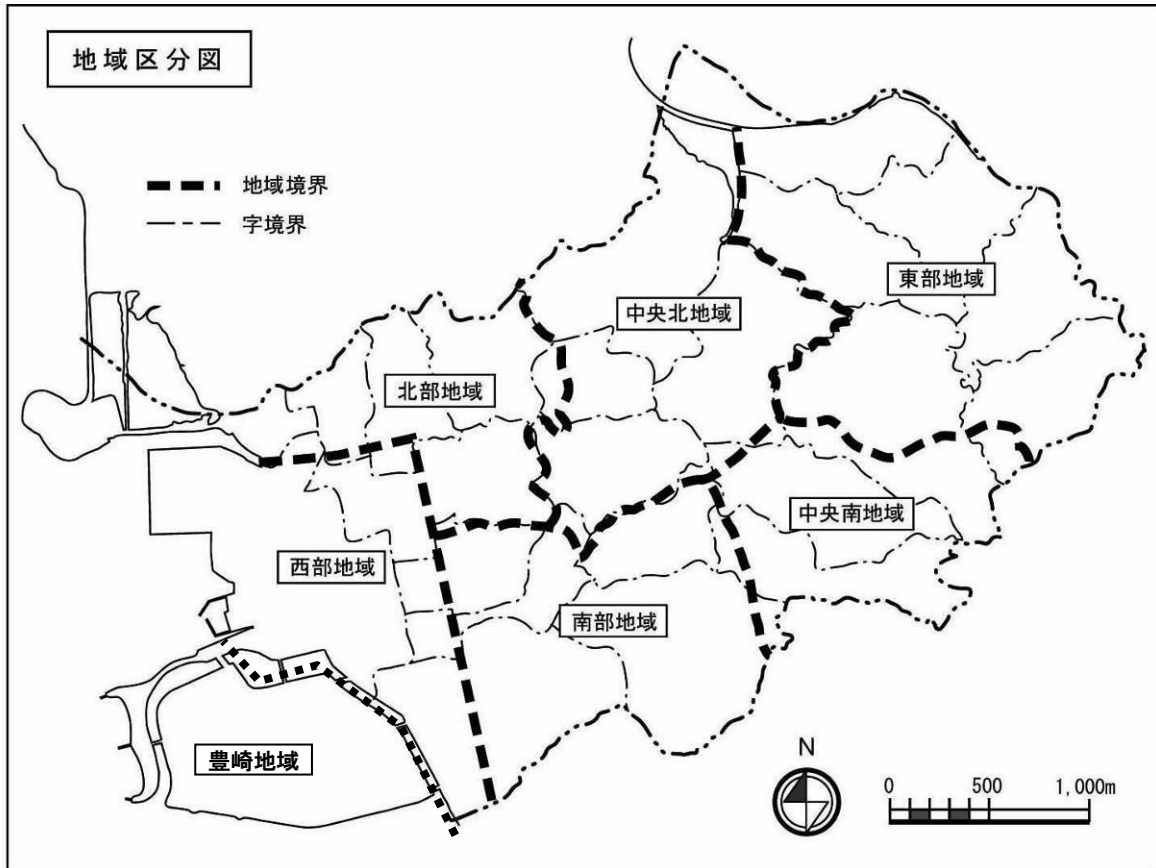 地域区分図
地域境界
字境界
東部地域
中央北地域
北部地域
中央南地域
西部地域
南部地域
豊崎地域
N
0 500 1,000m